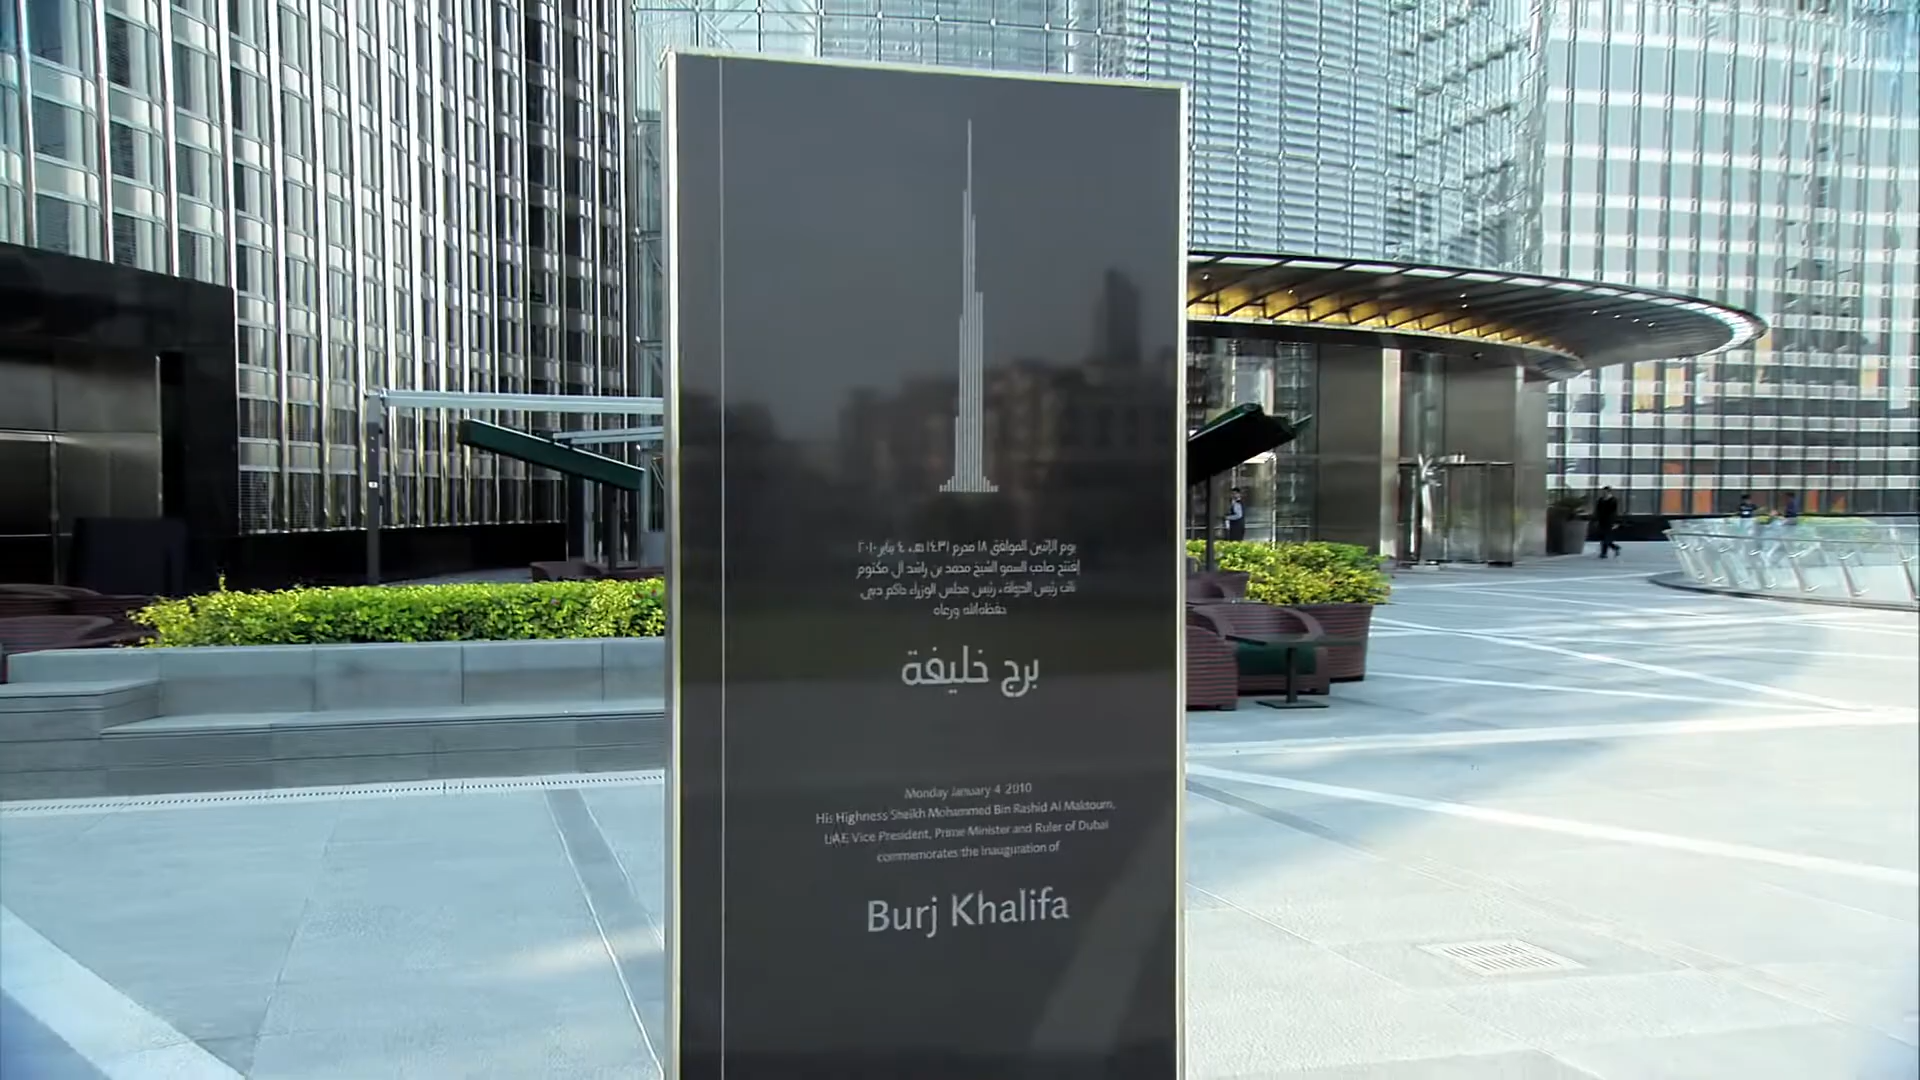 يوم الإثنين الموافق ١٨ محرم ١٤٣١ هـ، ٤ يناير ٢٠١٠
إفتتح صاحب السمو الشيخ محمد بن راشد آل مكتوم
نائب رئيس الدولة، رئيس مجلس الوزراء حاكم دبي
حفظه الله ورعاه
برج خليفة
Monday January 4 2010
His Highness Sheikh Mohammed Bin Rashid Al Maktoum,
UAE Vice President, Prime Minister and Ruler of Dubai
commemorates the inauguration of
Burj Khalifa